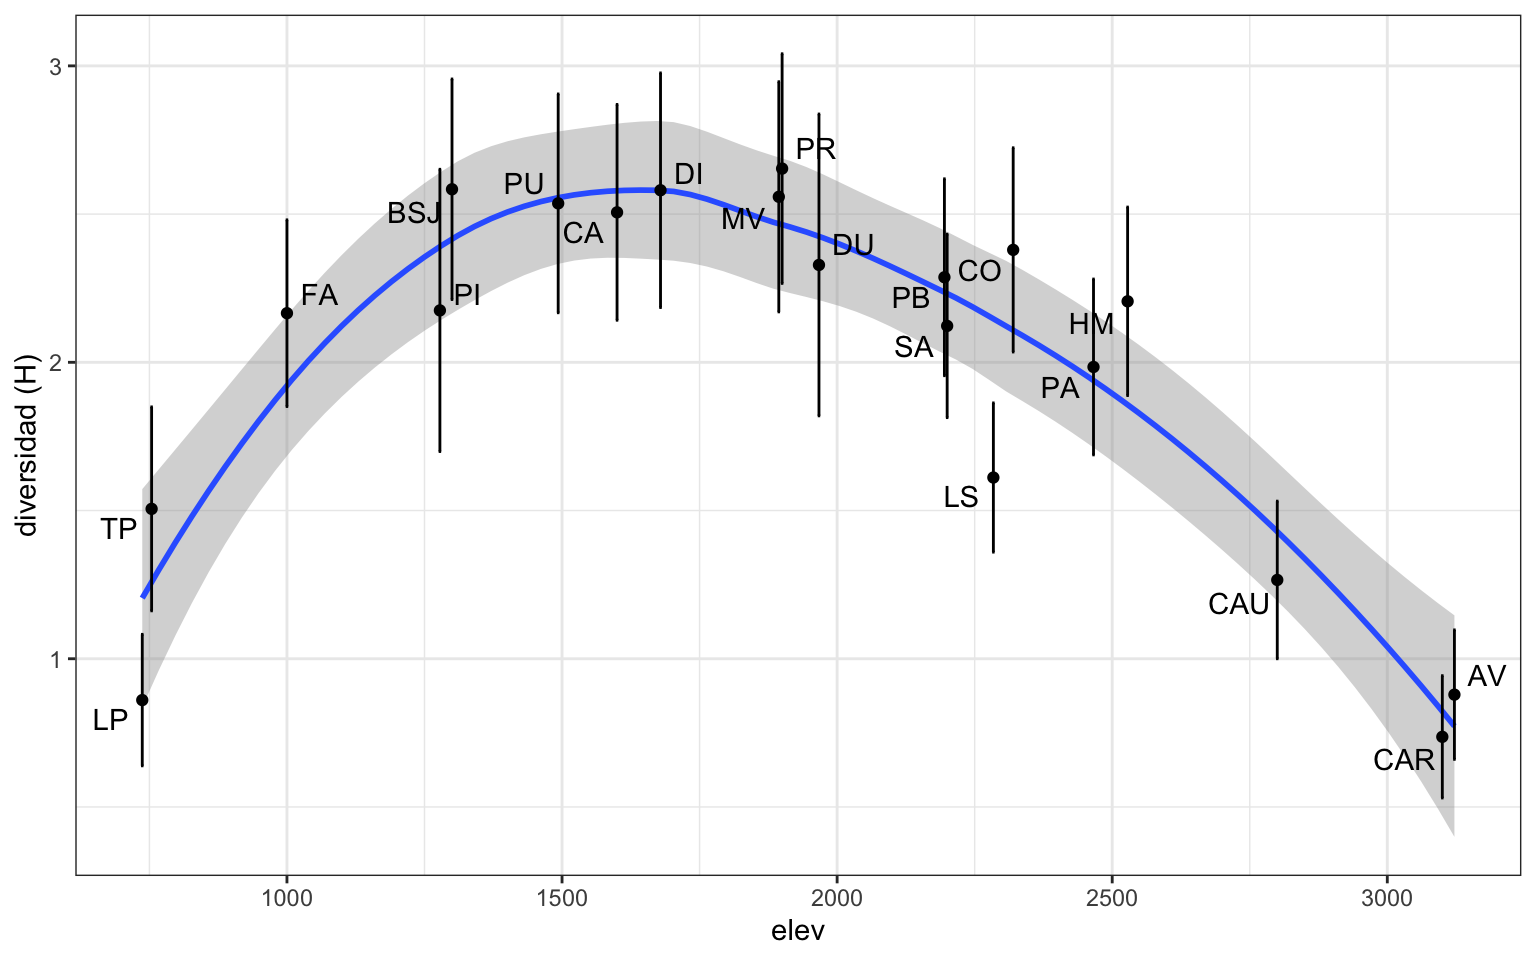 diversidad (H)
3
2
1
PR
DI
PU
BSJ
MV
CA
DU
CO
FA
PI
PB
HM
SA
PA
LS
TP
CAU
AV
LP
CAR
1000 1500 2000 2500 3000
elev